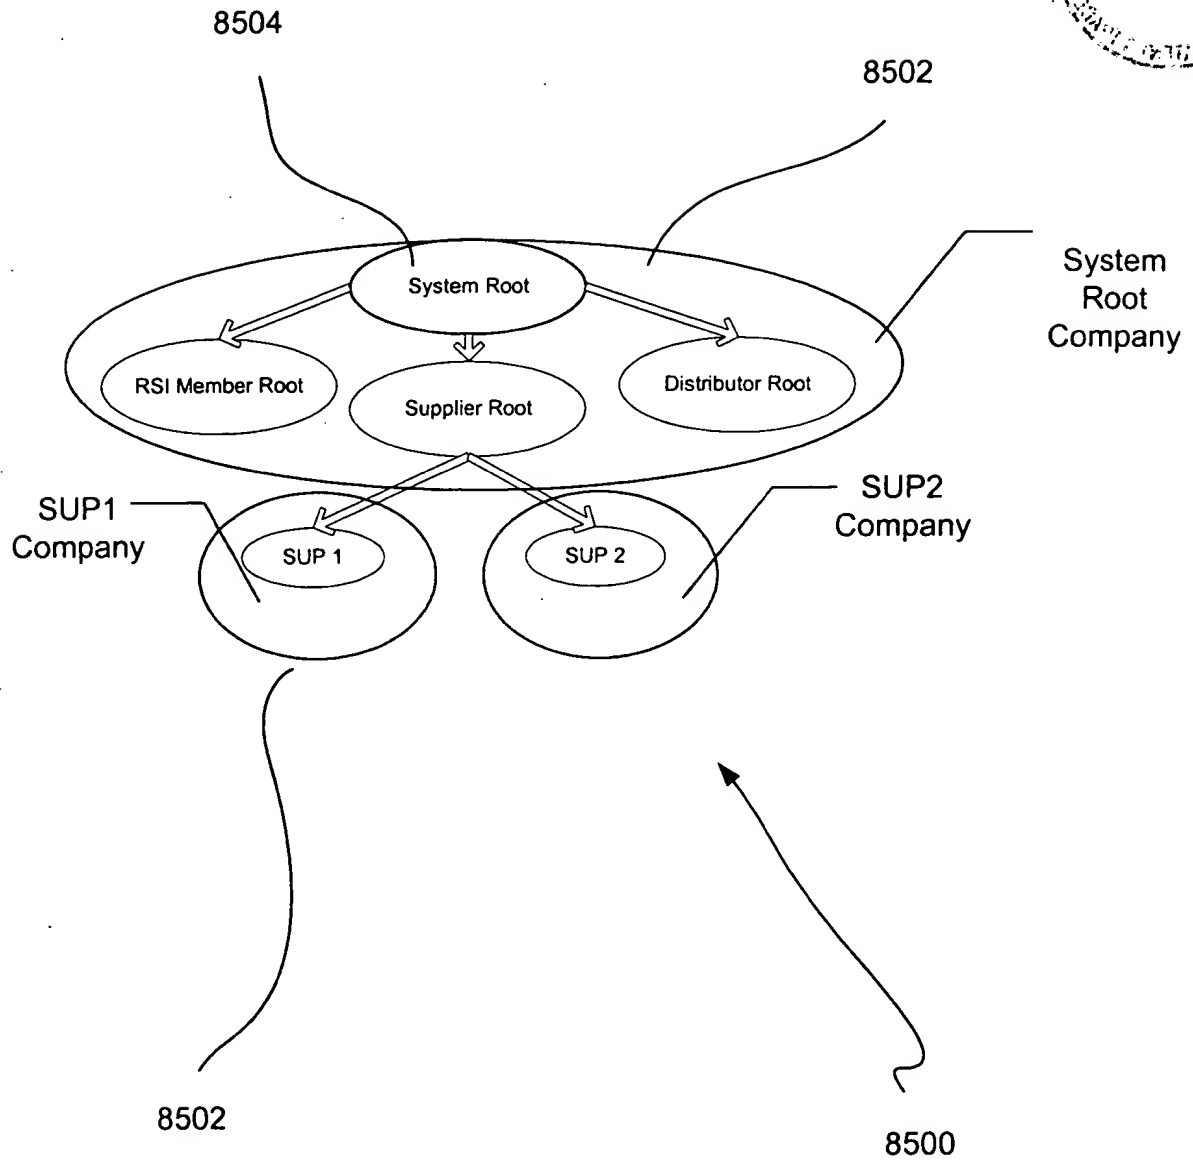 8504
8502
System Root
System
Root
Company
RSI Member Root
Supplier Root
Distributor Root
SUP1
Company
SUP2
Company
SUP 1
SUP 2
8502
8500